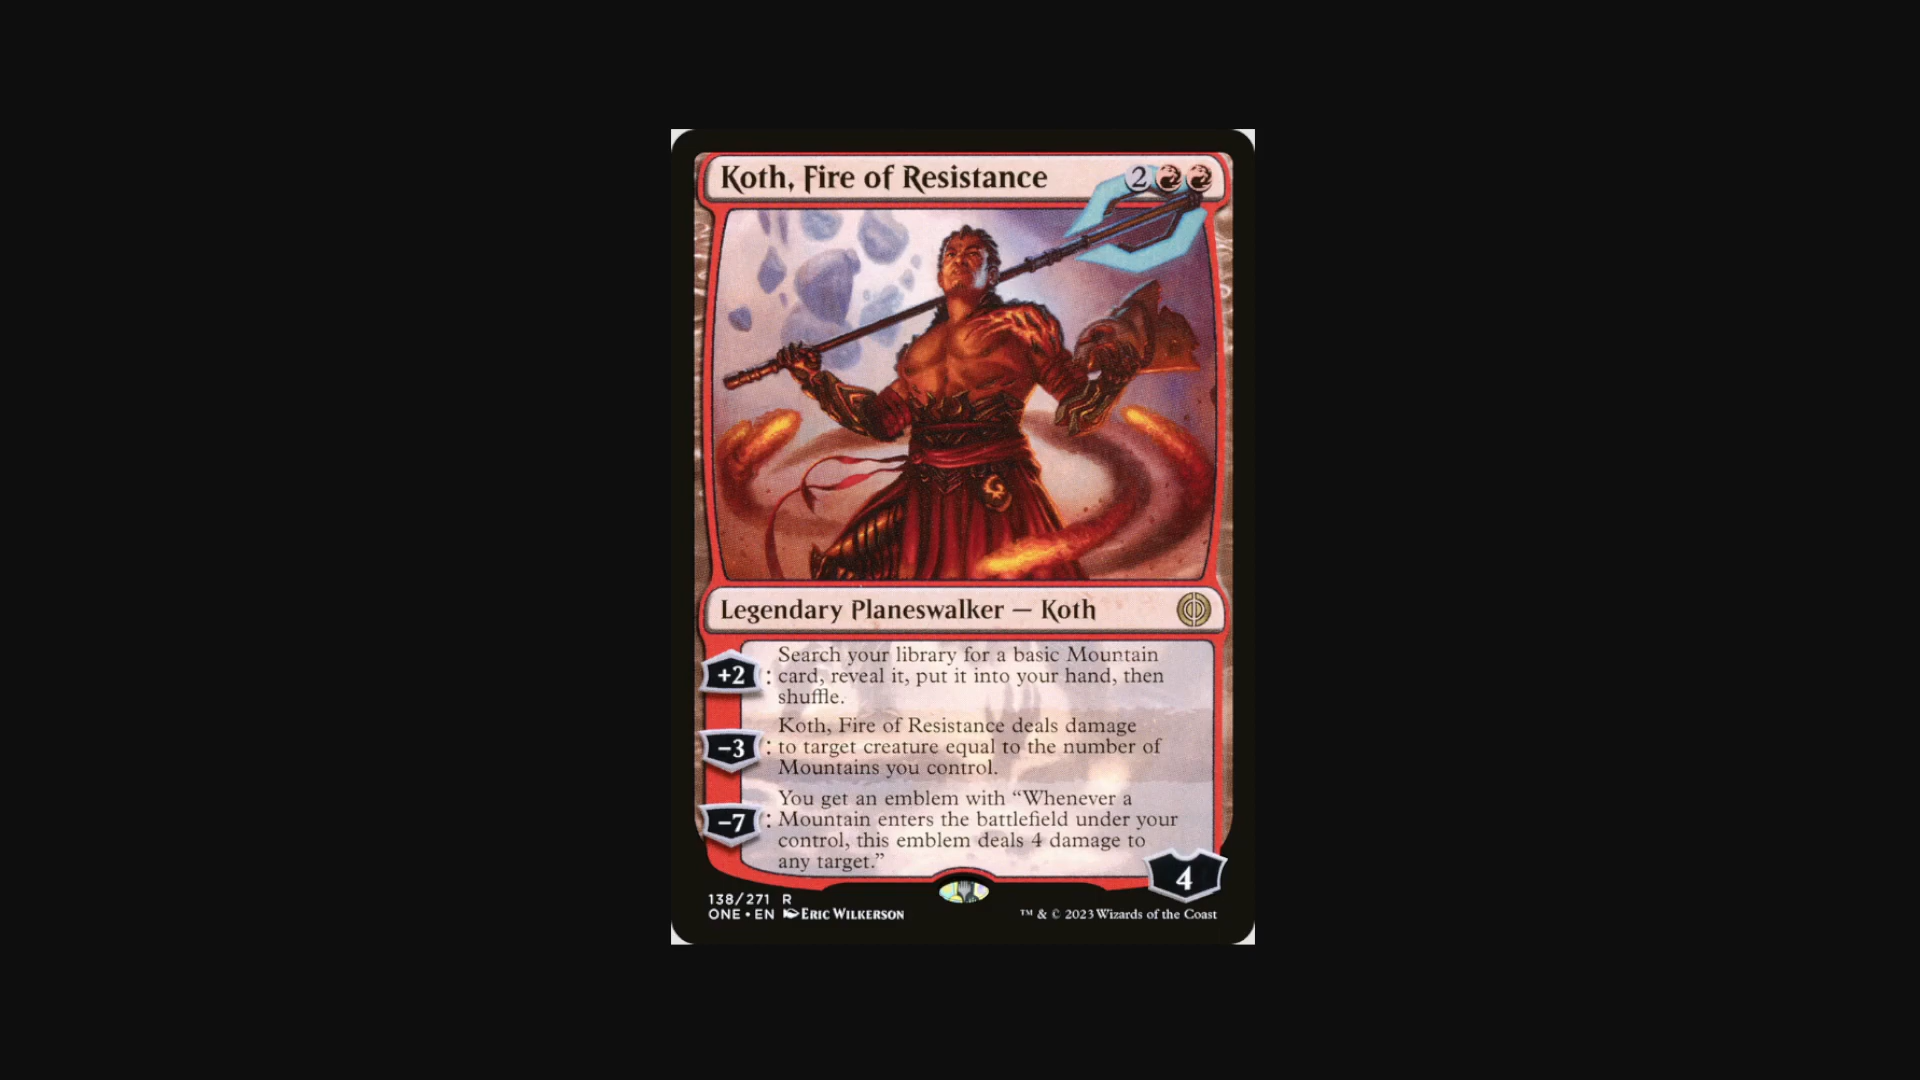 Koth, Fire of Resistance 2
Legendary Planeswalker — Koth
+2: Search your library for a basic Mountain
card, reveal it, put it into your hand, then
shuffle.
−3: Koth, Fire of Resistance deals damage
to target creature equal to the number of
Mountains you control.
−7: You get an emblem with “Whenever a
Mountain enters the battlefield under your
control, this emblem deals 4 damage to
any target.”
4
138/271 R
ONE • EN Eric Wilkerson
™ & © 2023 Wizards of the Coast